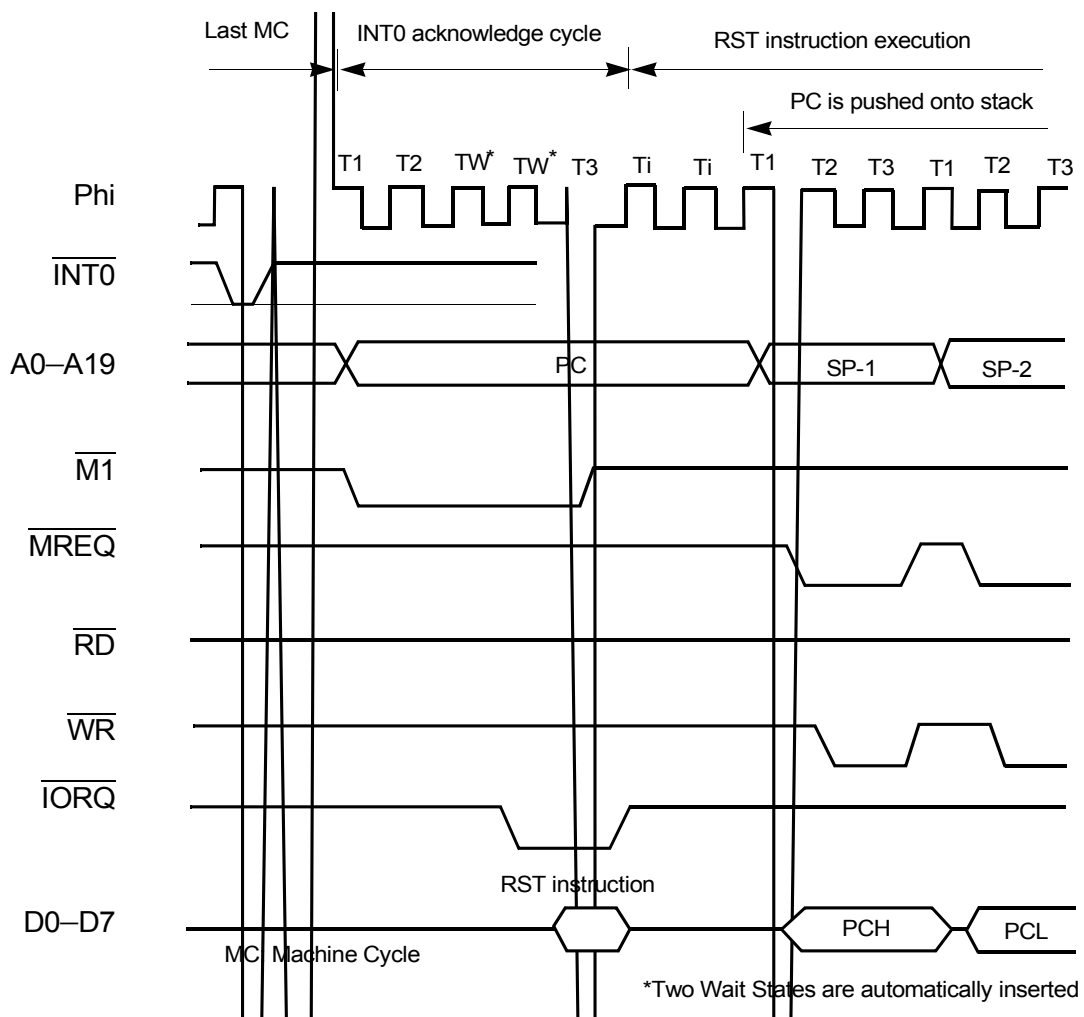 Last MC
INT0 acknowledge cycle
RST instruction execution
PC is pushed onto stack
T1 T2 TW* TW* T3 Ti Ti T1 T2 T3 T1 T2 T3
Phi
INT0
A0–A19
PC
SP-1
SP-2
M1
MREQ
RD
WR
IORQ
RST instruction
D0–D7
PCH
PCL
MC Machine Cycle
*Two Wait States are automatically inserted